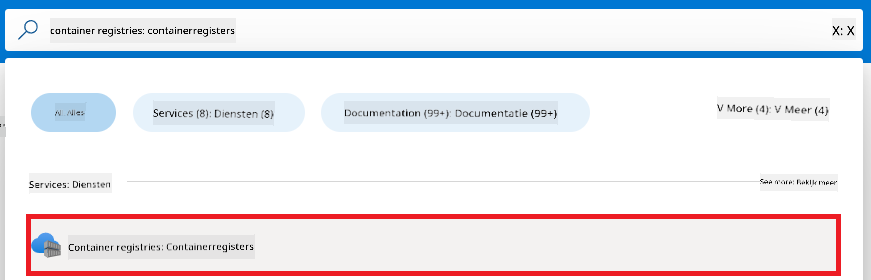 container registries: containerregisters
X: X
All: Alles
Services (8): Diensten (8)
Documentation (99+): Documentatie (99+)
V More (4): V Meer (4)
Services: Diensten
See more: Bekijk meer
Container registries: Containerregisters